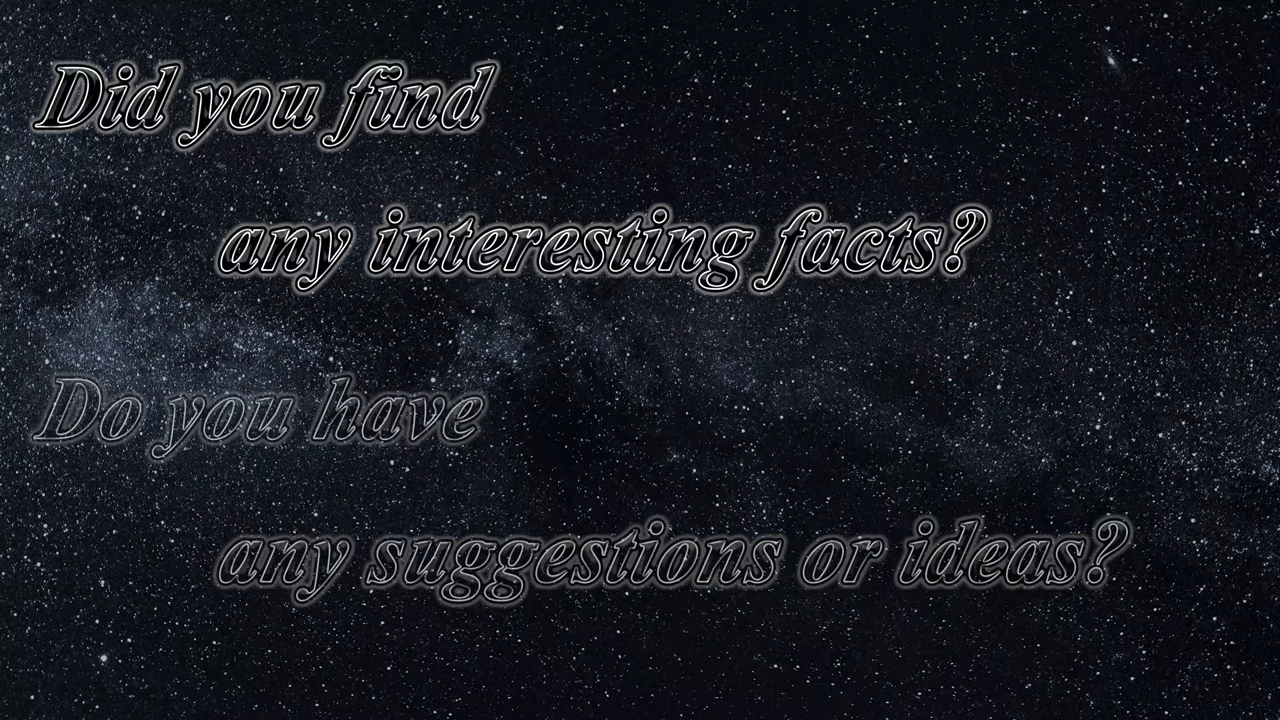 Did you find
any interesting facts?
Do you have
any suggestions or ideas?